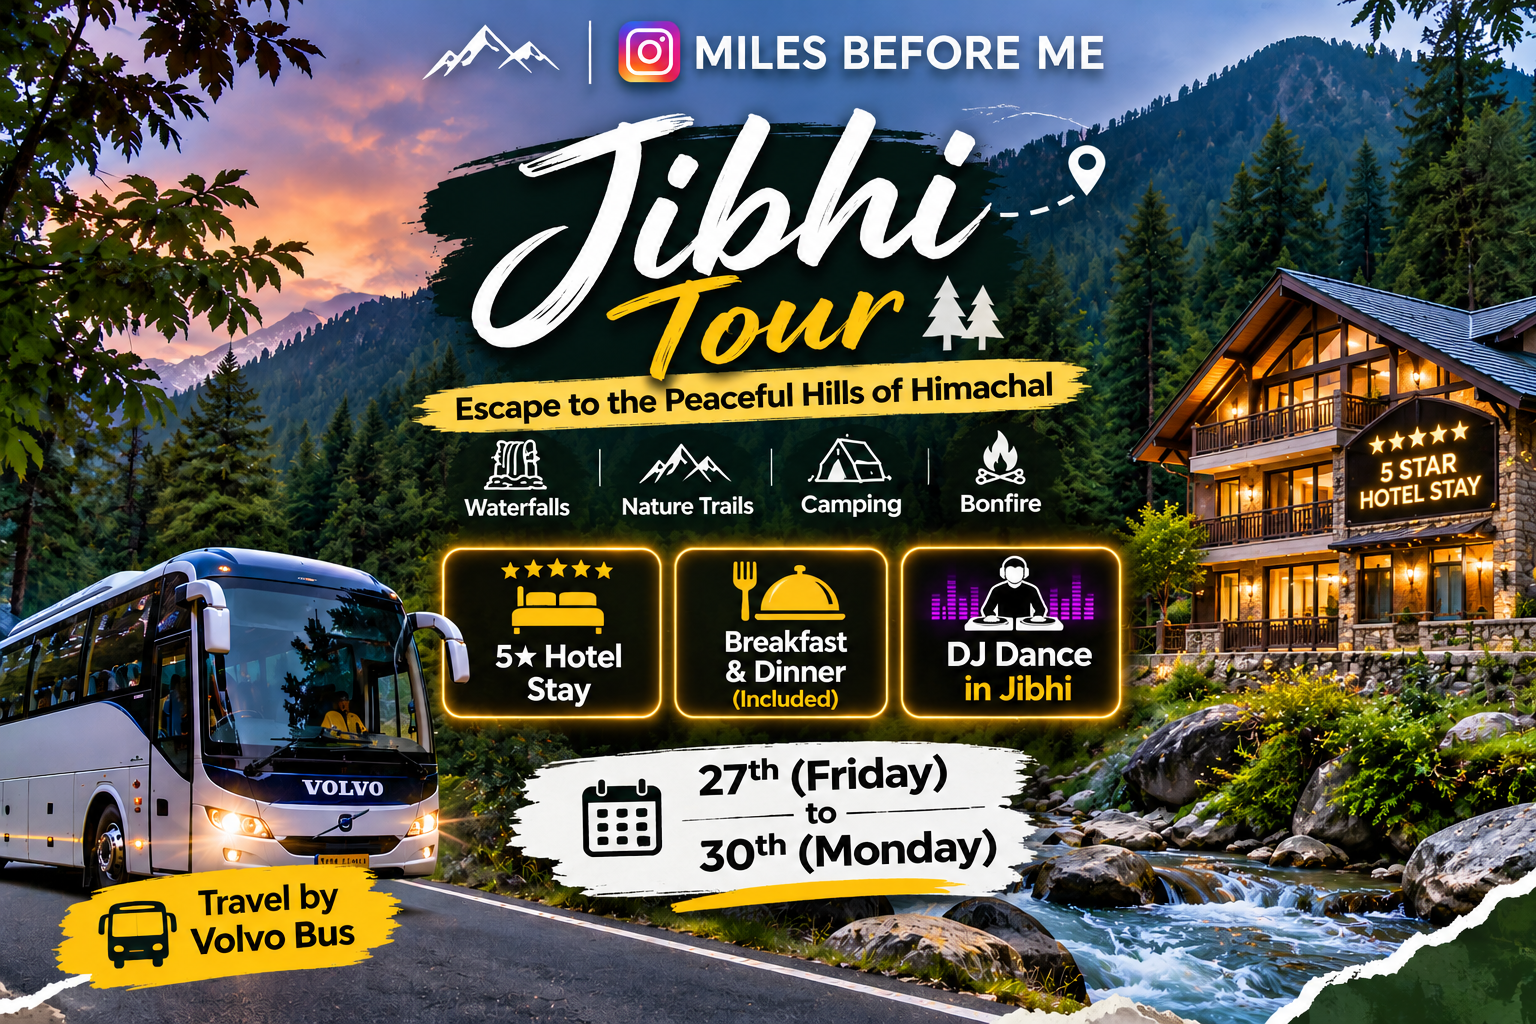 MILES BEFORE ME
Jibhi
Tour
Escape to the Peaceful Hills of Himachal
Waterfalls
Nature Trails
Camping
Bonfire
5★ Hotel
Stay
Breakfast
& Dinner
(Included)
DJ Dance
in Jibhi
★★★★★
5 STAR
HOTEL STAY
VOLVO
27th (Friday)
to
30th (Monday)
Travel by
Volvo Bus